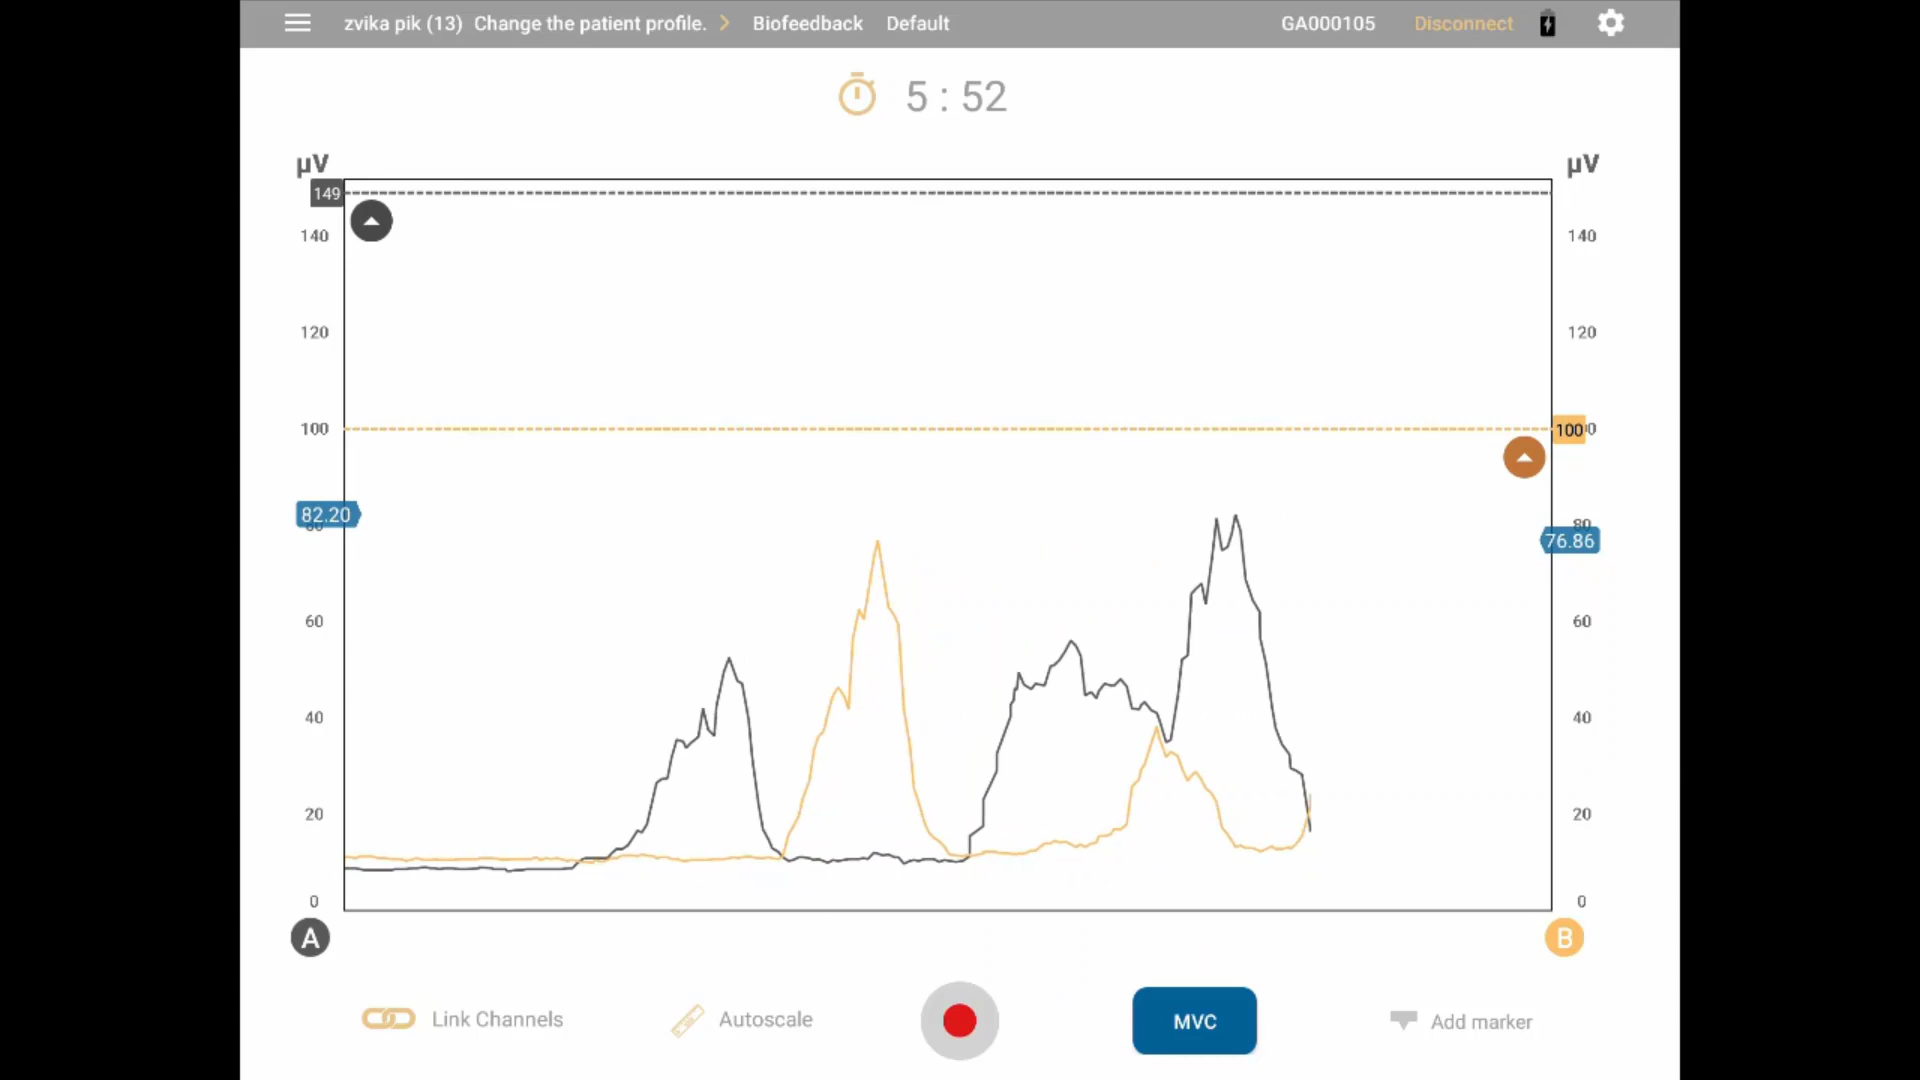 zvika pik (13) Change the patient profile. > Biofeedback Default GA000105 Disconnect
5 : 52
µV µV
149
140 140
120 120
100 100
82.20
80
76.86
60 60
40 40
20 20
0 0
A B
Link Channels Autoscale MVC Add marker